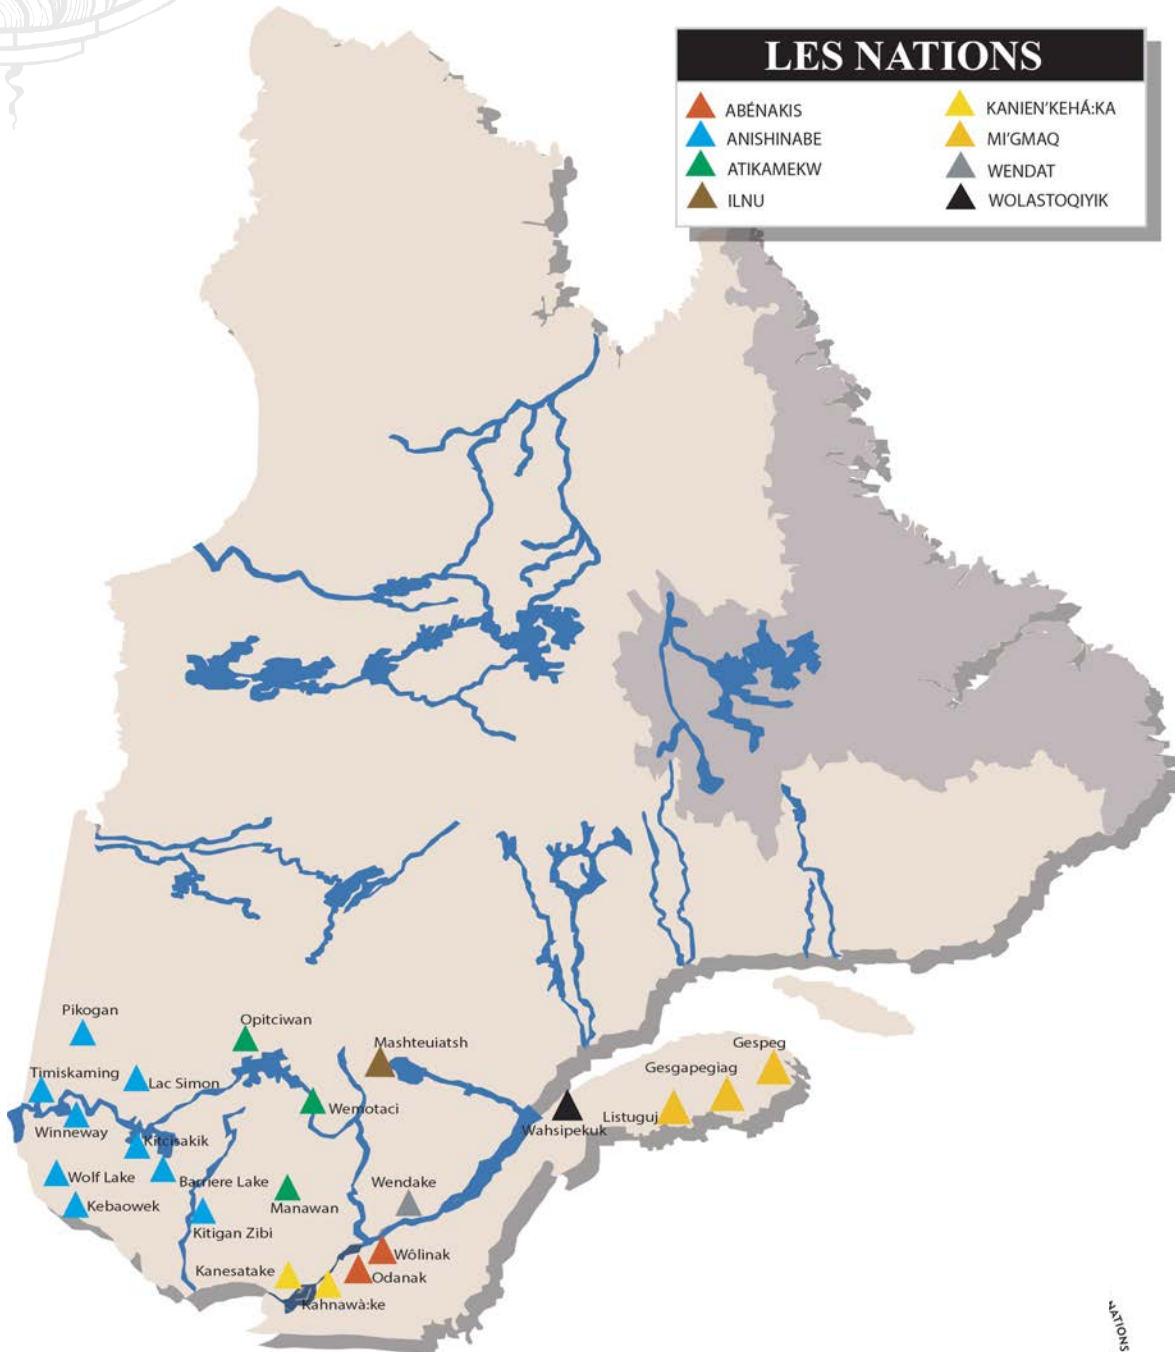 LES NATIONS
ABÉNAKIS
ANISHINABE
ATIKAMEKW
ILNU
KANIEN'KEHÁ:KA
MI'GMAQ
WENDAT
WOLASTOQIYIK
Pikogan
Opitciwan
Mashteuiatsh
Gespeg
Timiskaming
Lac Simon
Gesgapegiag
Wemotaci
Listuguj
Winneway
Kitcisakik
Wahsipekuk
Wolf Lake
Barriere Lake
Wendake
Kebaowek
Manawan
Kitigan Zibi
Wôlinak
Kanesatake
Odanak
Kahnawà:ke
NATIONS